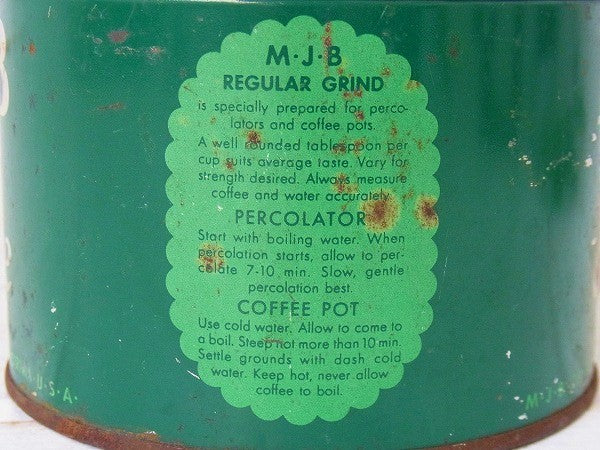 M·J·B
REGULAR GRIND
is specially prepared for perco-
lators and coffee pots.
A well rounded tablespoon per
cup suits average taste. Vary for
strength desired. Always measure
coffee and water accurately.
PERCOLATOR
Start with boiling water. When
percolation starts, allow to per-
colate 7-10 min. Slow, gentle
percolation best.
COFFEE POT
Use cold water. Allow to come to
a boil. Steep not more than 10 min.
Settle grounds with dash cold
water. Keep hot, never allow
coffee to boil.
U·S·A·
M·J·B